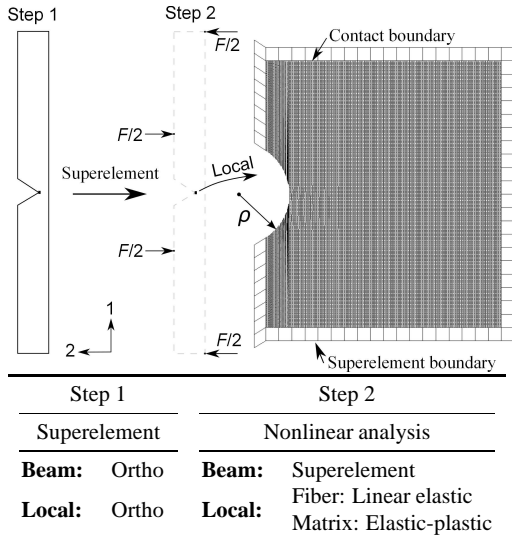 Step 1
Step 2
F/2
Contact boundary
F/2
Local
Superelement
ρ
F/2
1
2
F/2
Superelement boundary
Step 1 Step 2
Superelement Nonlinear analysis
Beam: Ortho Beam: Superelement
Local: Ortho Local: Fiber: Linear elastic
Matrix: Elastic-plastic